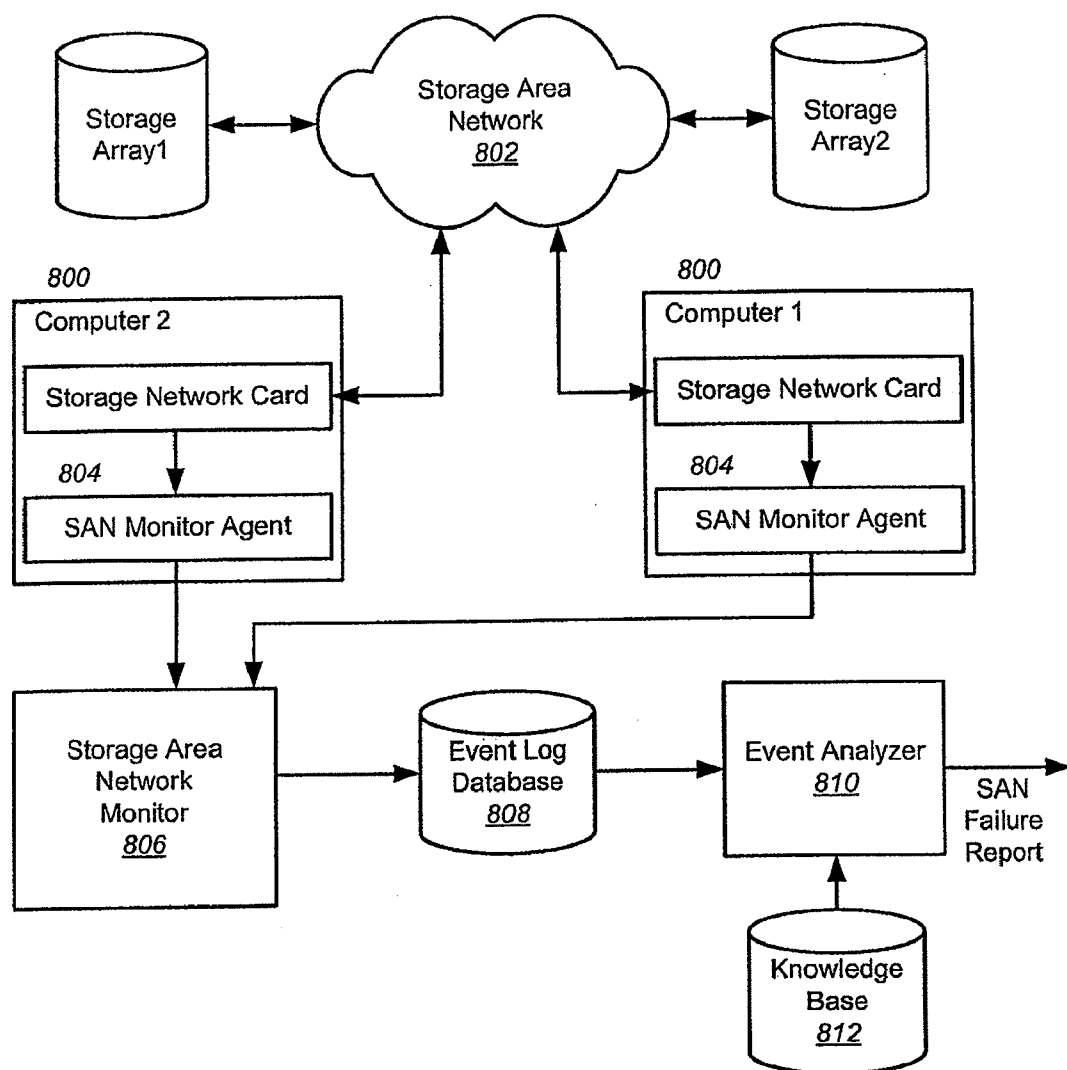 Storage
Array1
Storage Area
Network
802
Storage
Array2
800
Computer 2
Storage Network Card
804
SAN Monitor Agent
800
Computer 1
Storage Network Card
804
SAN Monitor Agent
Storage Area
Network
Monitor
806
Event Log
Database
808
Event Analyzer
810
SAN
Failure
Report
Knowledge
Base
812